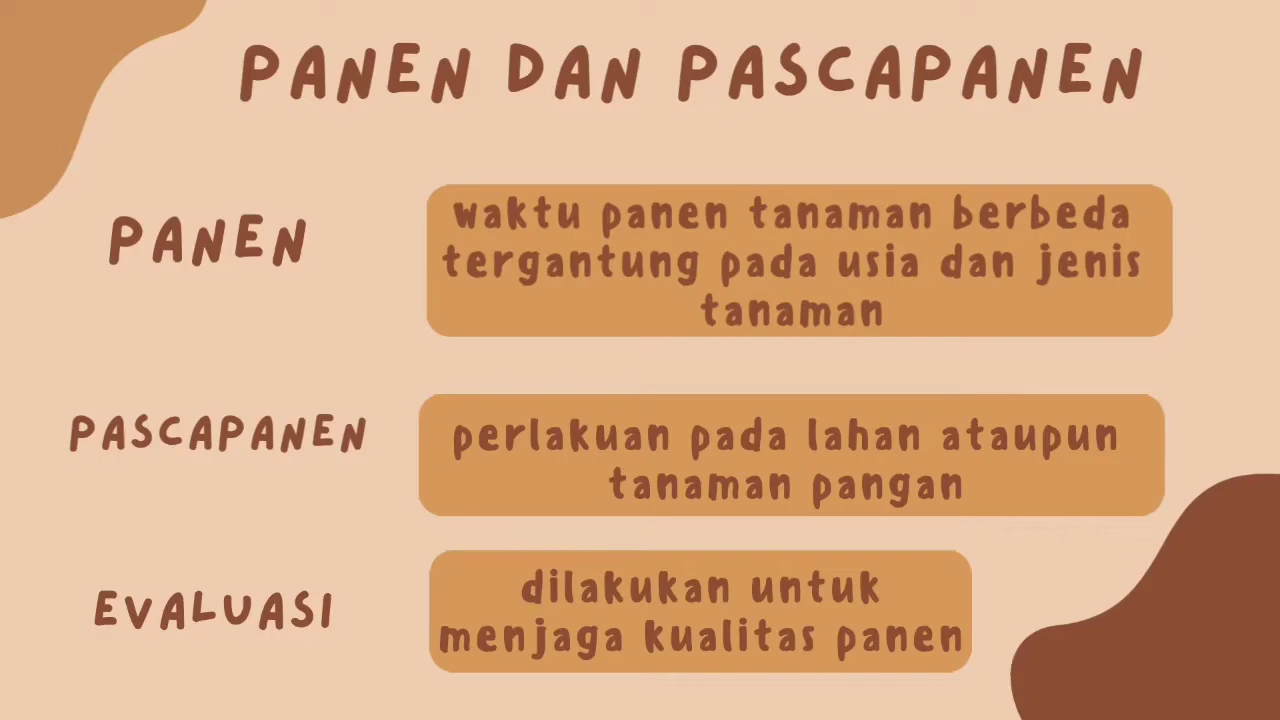 PANEN DAN PASCAPANEN
PANEN
waktu panen tanaman berbeda
tergantung pada usia dan jenis
tanaman
PASCAPANEN
perlakuan pada lahan ataupun
tanaman pangan
EVALUASI
dilakukan untuk
menjaga kualitas panen